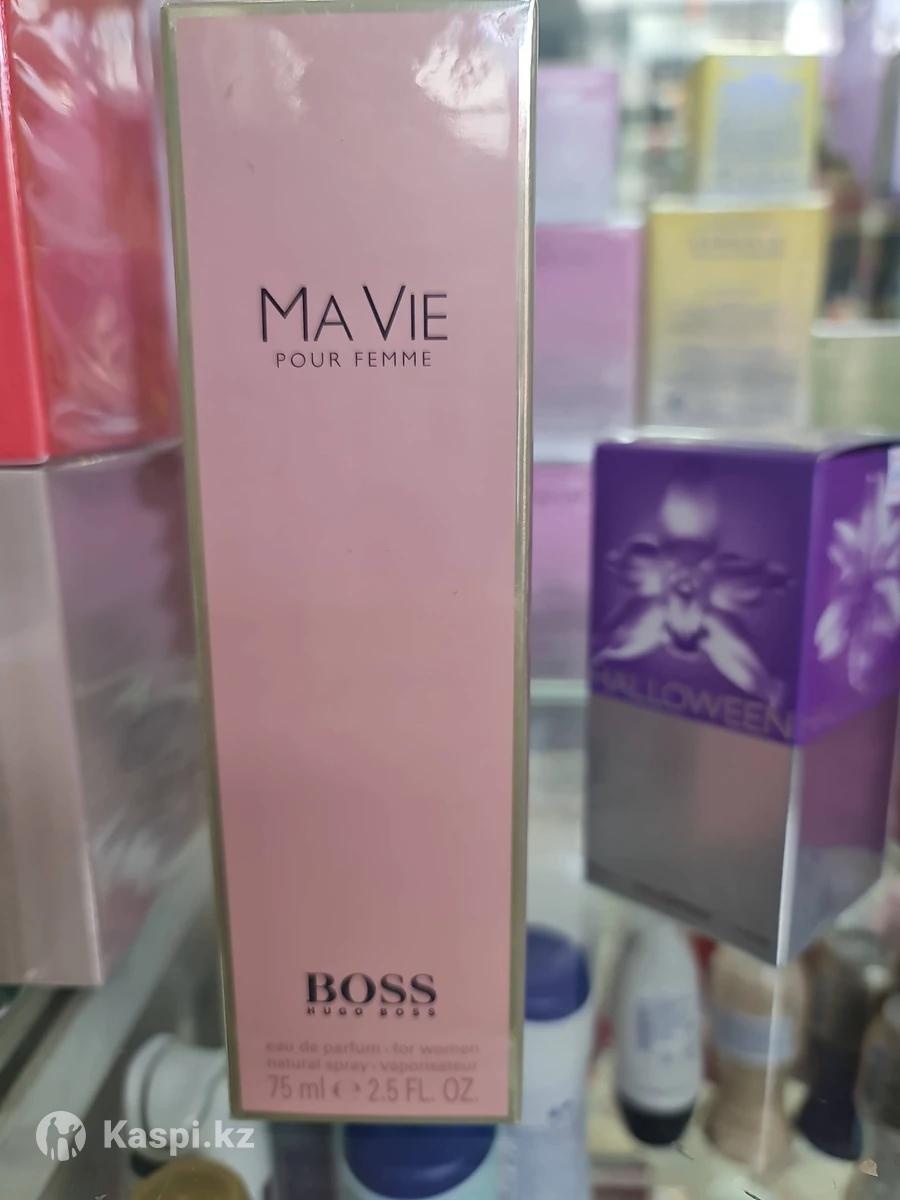 MA VIE
POUR FEMME
HALLOWEEN
BOSS
HUGO BOSS
eau de parfum - for women
natural spray - vaporisateur
75 ml 2.5 FL. OZ.
Kaspi.kz